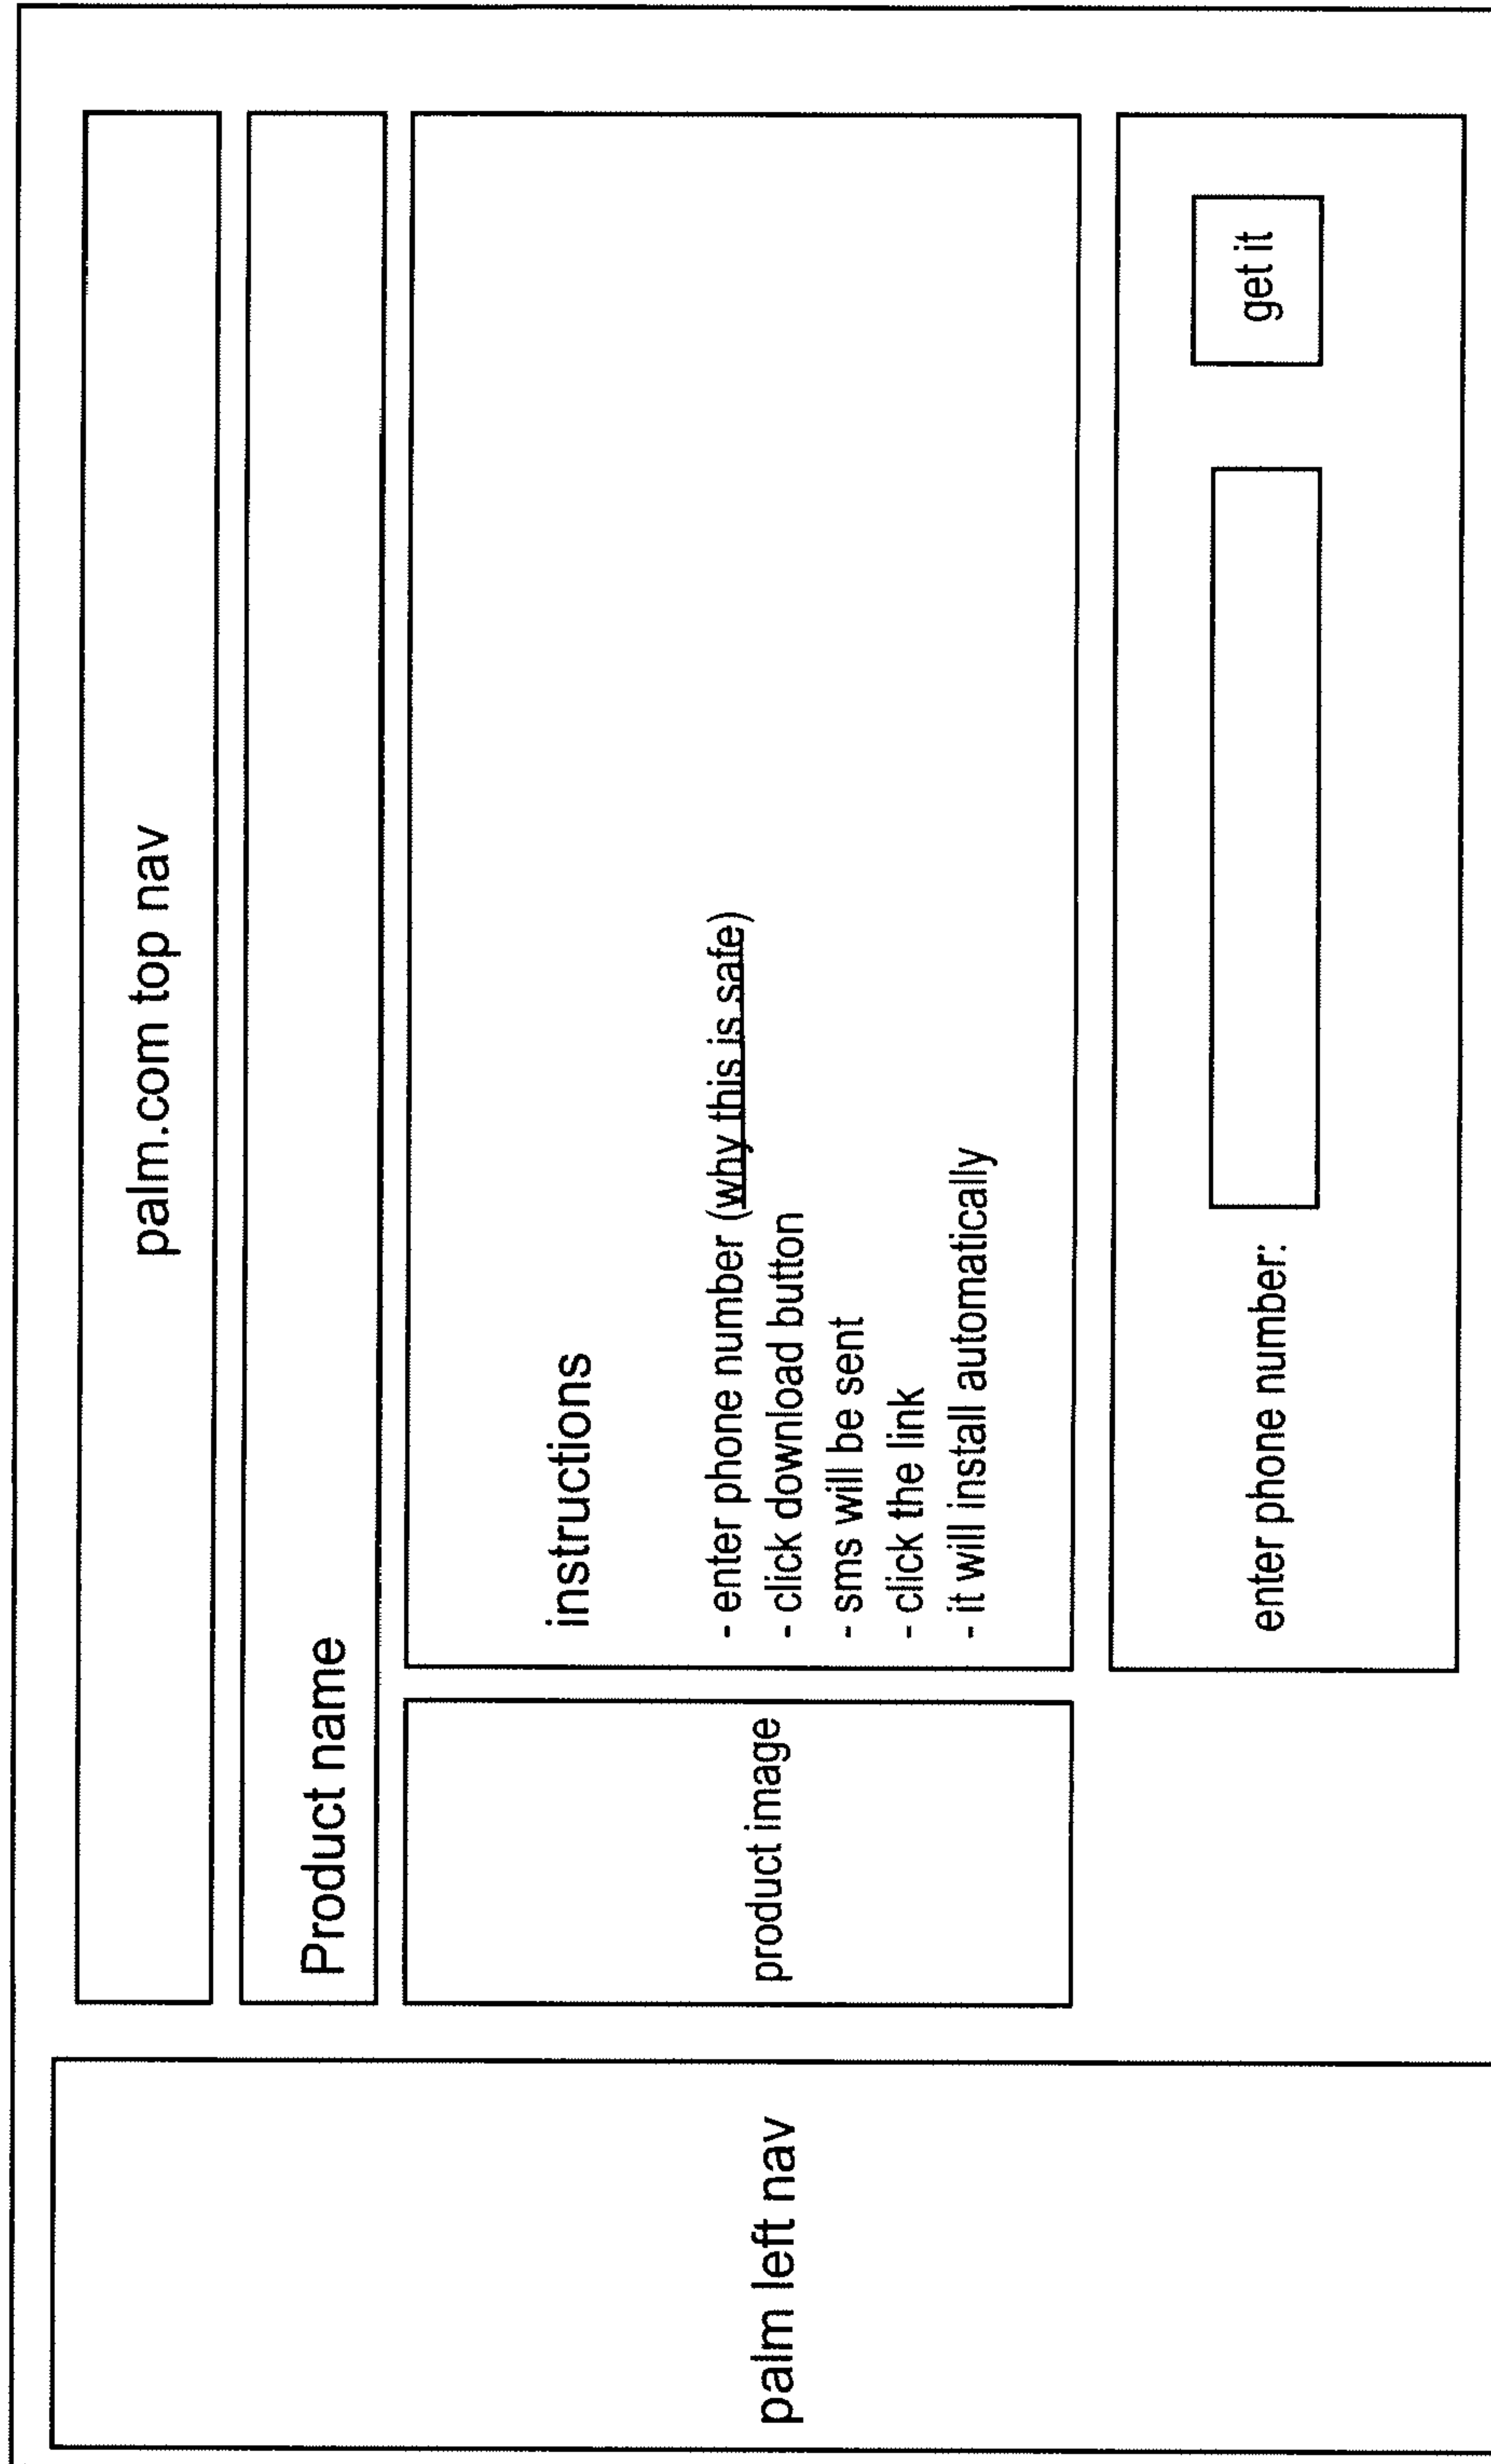 palm.com top nav
palm left nav
Product name
product image
instructions
- enter phone number (why this is safe)
- click download button
- sms will be sent
- click the link
- it will install automatically
enter phone number:
get it